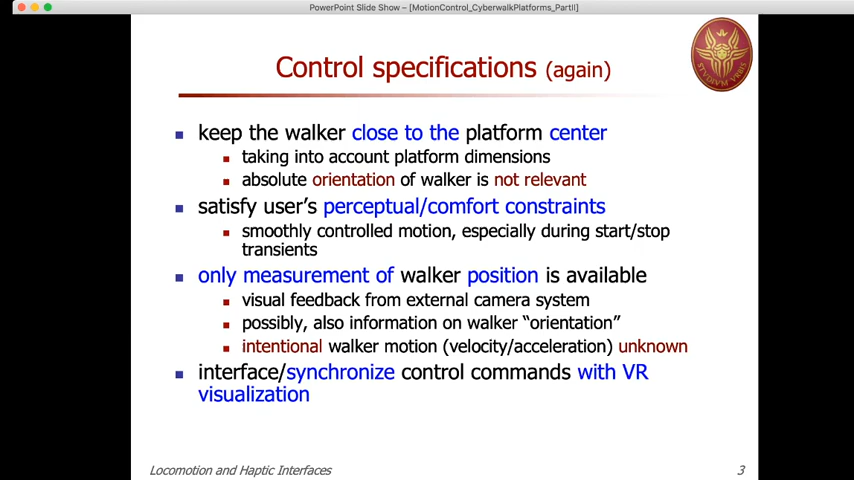 PowerPoint Slide Show – [MotionControl_CyberwalkPlatforms_PartII]
Control specifications (again)
STVDIVM VRBIS
keep the walker close to the platform center
taking into account platform dimensions
absolute orientation of walker is not relevant
satisfy user's perceptual/comfort constraints
smoothly controlled motion, especially during start/stop
transients
only measurement of walker position is available
visual feedback from external camera system
possibly, also information on walker “orientation”
intentional walker motion (velocity/acceleration) unknown
interface/synchronize control commands with VR
visualization
Locomotion and Haptic Interfaces
3